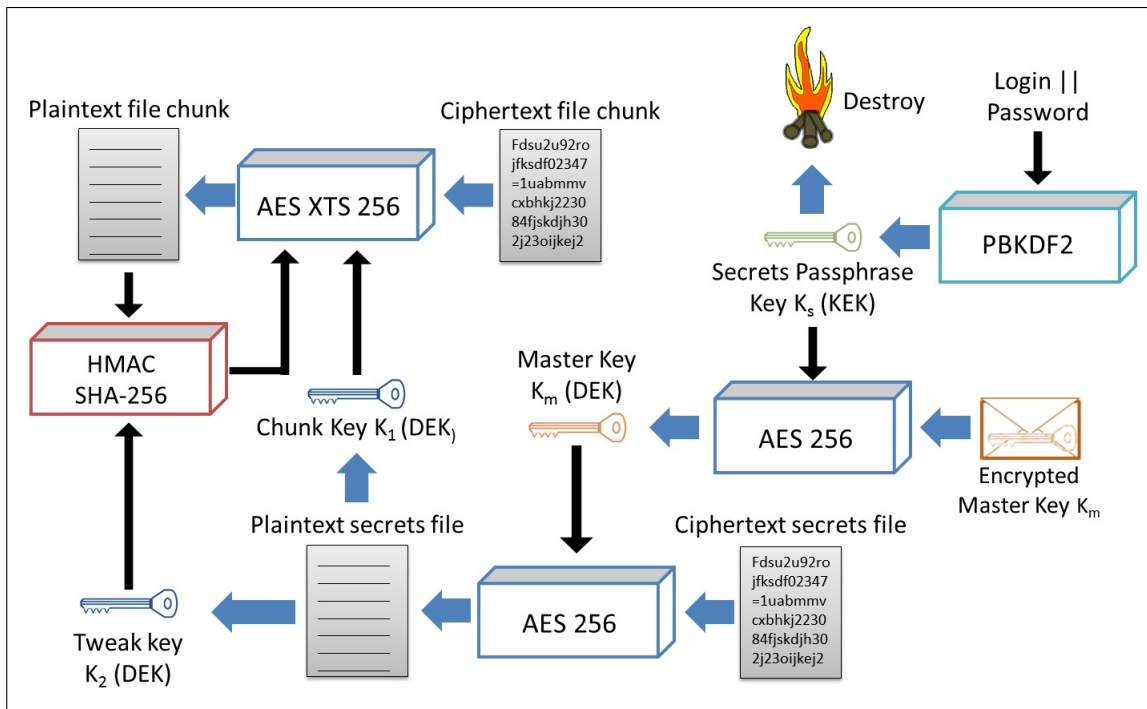 Plaintext file chunk
Ciphertext file chunk
Fdsu2u92ro
jfksdf02347
=1uabmmv
cxbhkj2230
84fjskdjh30
2j23oijkej2
AES XTS 256
Destroy
Login ||
Password
PBKDF2
Secrets Passphrase
Key Ks (KEK)
HMAC
SHA-256
Chunk Key K1 (DEK)
Master Key
Km (DEK)
AES 256
Encrypted
Master Key Km
Plaintext secrets file
Ciphertext secrets file
Fdsu2u92ro
jfksdf02347
=1uabmmv
cxbhkj2230
84fjskdjh30
2j23oijkej2
AES 256
Tweak key
K2 (DEK)